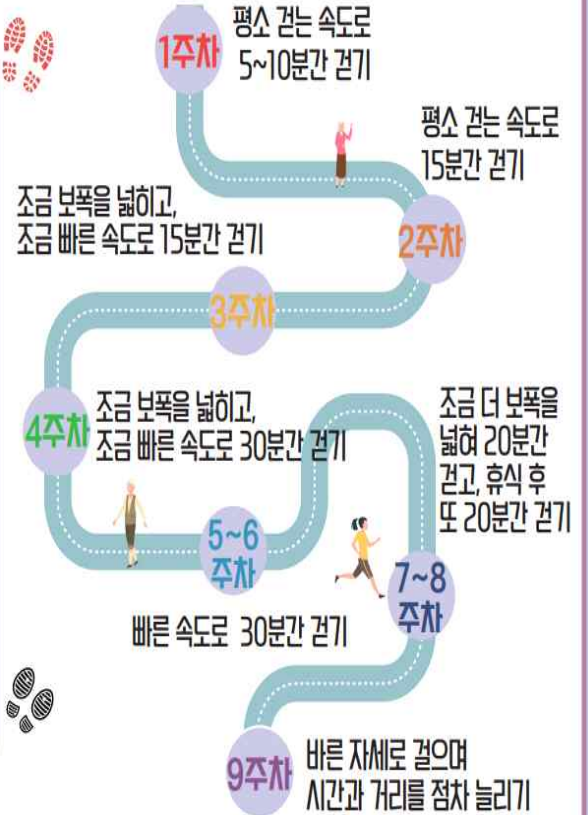 1주차
평소 걷는 속도로
5~10분간 걷기
평소 걷는 속도로
15분간 걷기
2주차
조금 보폭을 넓히고,
조금 빠른 속도로 15분간 걷기
3주차
4주차
조금 보폭을 넓히고,
조금 빠른 속도로 30분간 걷기
5~6
주차
빠른 속도로 30분간 걷기
조금 더 보폭을
넓혀 20분간
걷고, 휴식 후
또 20분간 걷기
7~8
주차
9주차
바른 자세로 걸으며
시간과 거리를 점차 늘리기